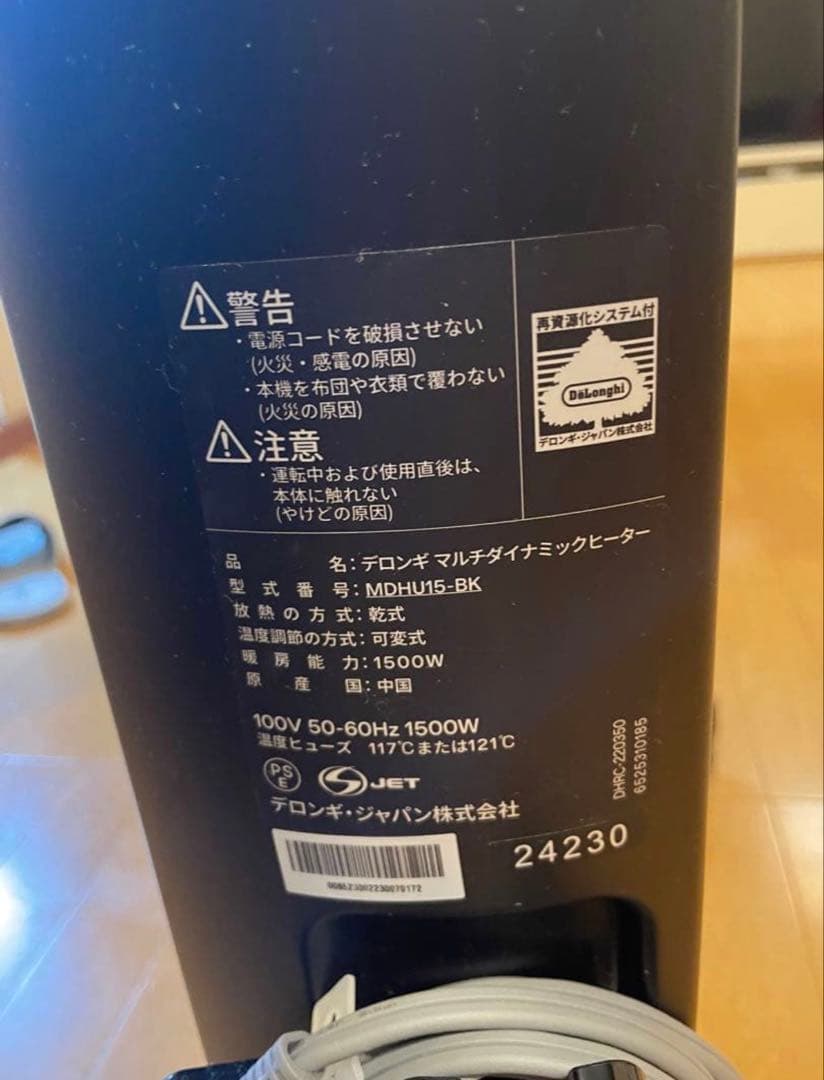 警告
・電源コードを破損させない
(火災・感電の原因)
・本機を布団や衣類で覆わない
(火災の原因)
注意
・運転中および使用直後は、
本体に触れない
(やけどの原因)
再資源化システム付
DeLonghi
デロンギ・ジャパン株式会社
品名:デロンギ マルチダイナミックヒーター
型式番号:MDHU15-BK
放熱の方式:乾式
温度調節の方式:可変式
暖房能力:1500W
原産国:中国
100V 50-60Hz 1500W
温度ヒューズ 117℃または121℃
PSE JET
デロンギ・ジャパン株式会社
DHRC-220350
6525310185
24230